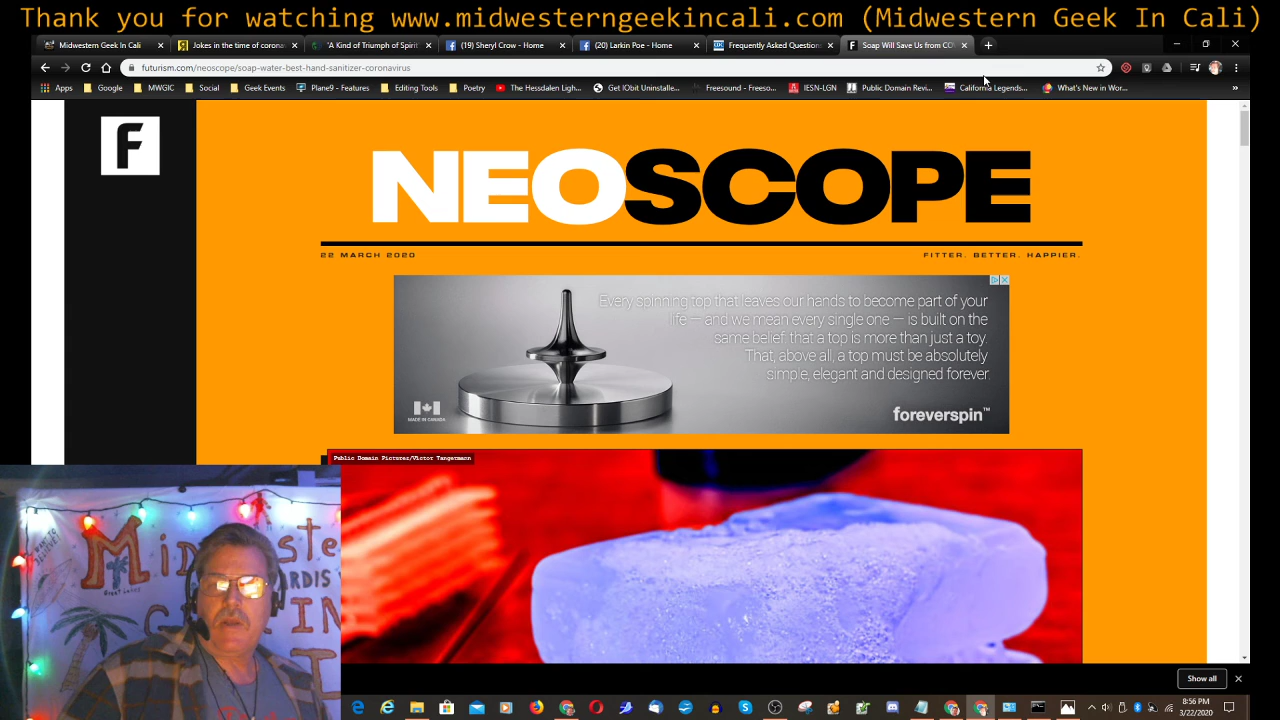 Thank you for watching www.midwesterngeekincali.com (Midwestern Geek In Cali)
Midwestern Geek In Cali
Jokes in the time of corona
"A Kind of Triumph of Spirit
(19) Sheryl Crow - Home
(20) Larkin Poe - Home
Frequently Asked Question
Soap Will Save Us from CO
futurism.com/neoscope/soap-water-best-hand-sanitizer-coronavirus
Apps
Google
MWGIC
Social
Geek Events
Plane9 - Features
Editing Tools
Poetry
The Hessdalen Ligh...
Get IObit Uninstalle...
Freesound - Freeso...
IESN-LGN
Public Domain Revi...
California Legends...
What's New in Wor...
F
NEOSCOPE
22 MARCH 2020
FITTER. BETTER. HAPPIER.
Every spinning top that leaves our hands to become part of your
life — and we mean every single one — is built on the
same belief that a top is more than just a toy.
That, above all, a top must be absolutely
simple, elegant and designed forever.
MADE IN CANADA
foreverspin™
Public Domain Pictures/Victor Tangermann
Midweste
Great Lakes
ARDIS
GEE IN
Show all
8:56 PM
3/22/2020